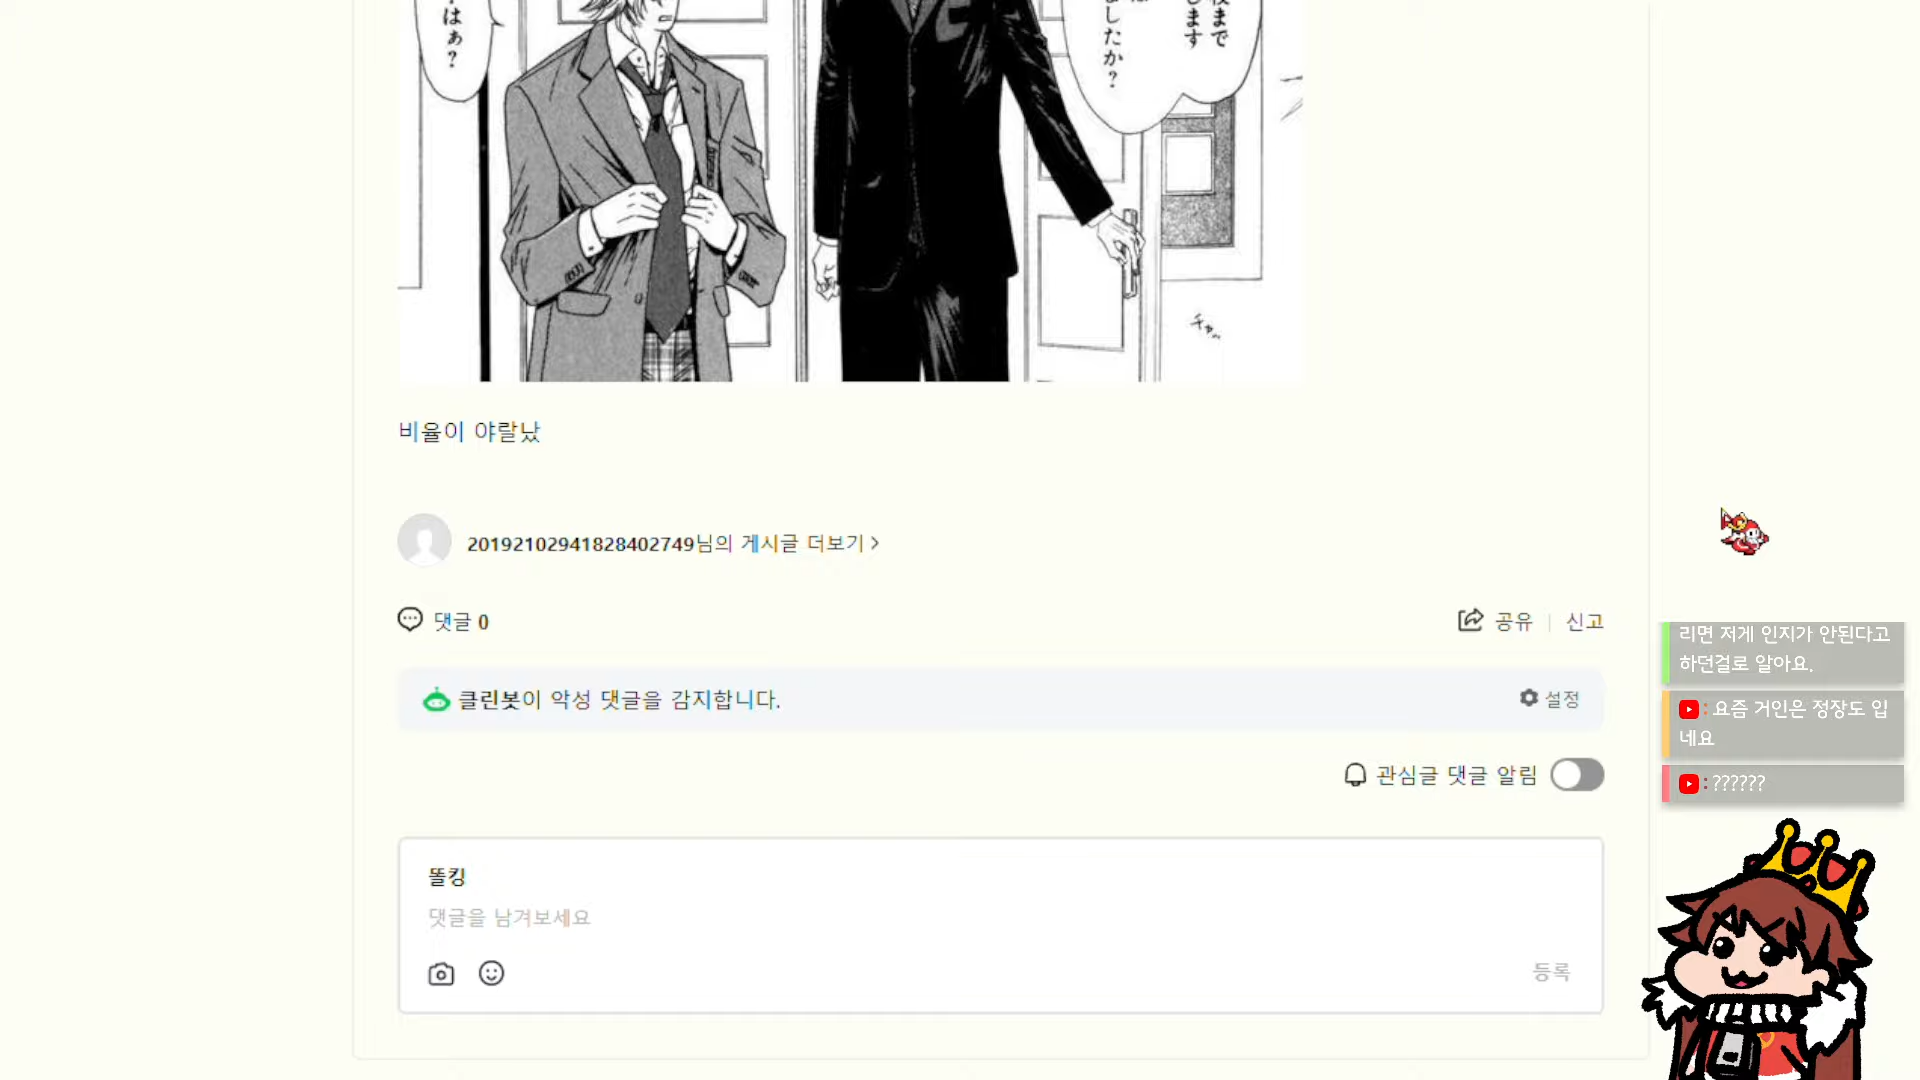 はぁ?
校まで
します
ましたか?
チャッ
비율이 야랄났
20192102941828402749님의 게시글 더보기
댓글 0
공유
신고
클린봇이 악성 댓글을 감지합니다.
설정
관심글 댓글 알림
똘킹
댓글을 남겨보세요
등록
리면 저게 인지가 안된다고
하던걸로 알아요.
: 요즘 거인은 정장도 입
네요
: ??????